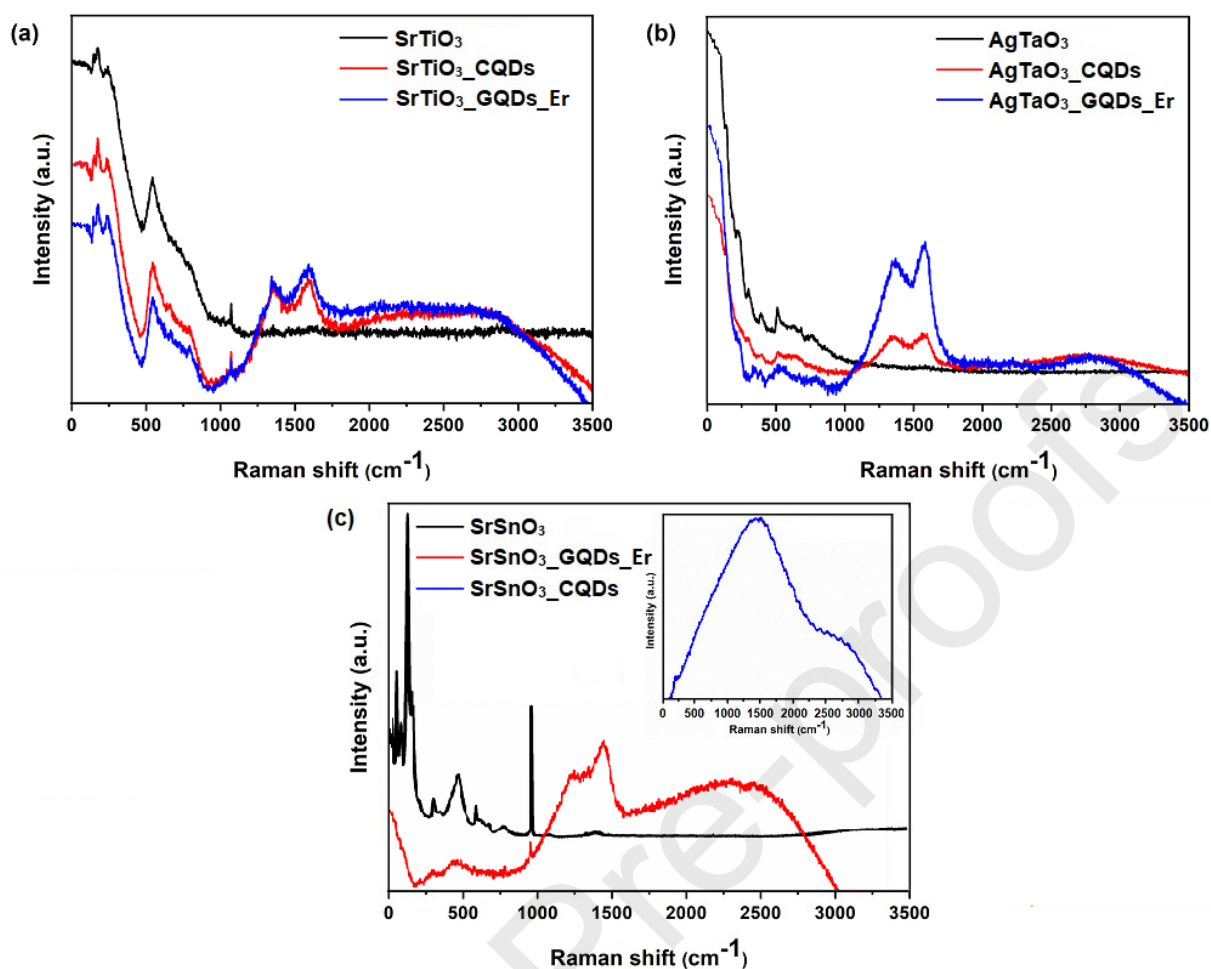 (a)
SrTiO₃
SrTiO₃_CQDs
SrTiO₃_GQDs_Er
Intensity (a.u.)
0 500 1000 1500 2000 2500 3000 3500
Raman shift (cm⁻¹)
(b)
AgTaO₃
AgTaO₃_CQDs
AgTaO₃_GQDs_Er
Intensity (a.u.)
0 500 1000 1500 2000 2500 3000 3500
Raman shift (cm⁻¹)
(c)
SrSnO₃
SrSnO₃_GQDs_Er
SrSnO₃_CQDs
Intensity (a.u.)
0 500 1000 1500 2000 2500 3000 3500
Raman shift (cm⁻¹)
Intensity (a.u.)
0 500 1000 1500 2000 2500 3000 3500
Raman shift (cm⁻¹)
Pre-proofs